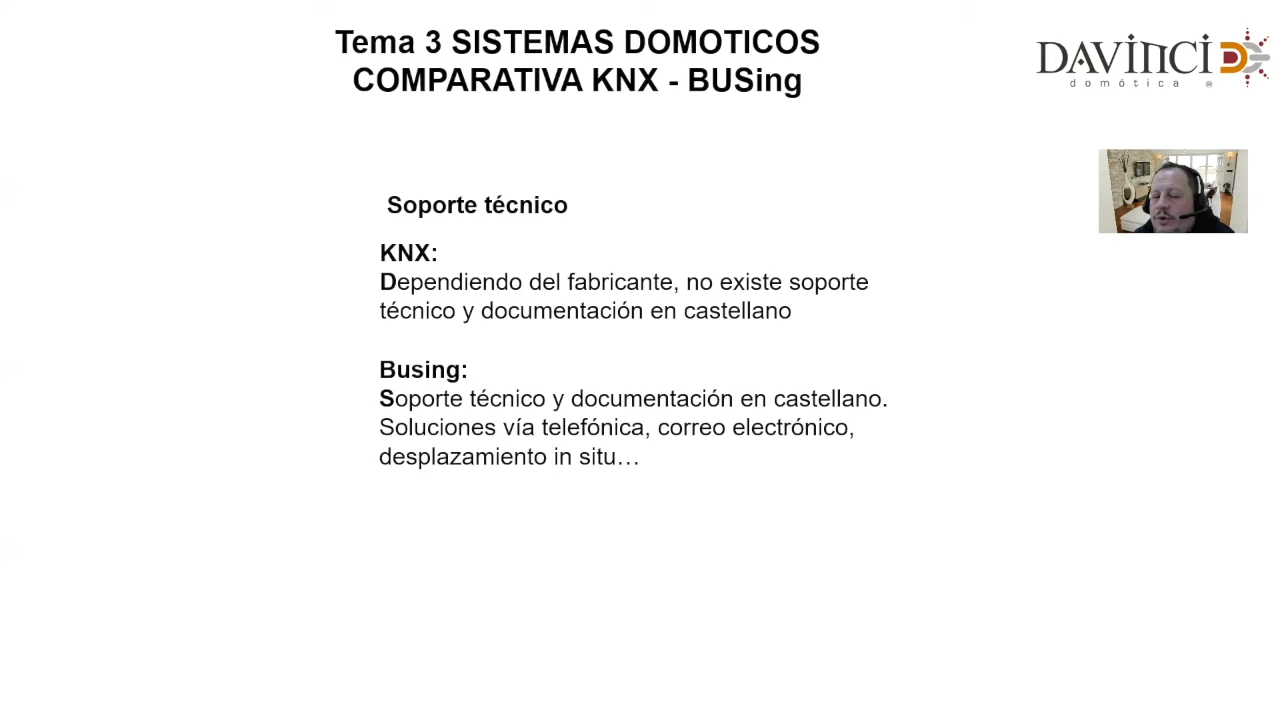 Tema 3 SISTEMAS DOMOTICOS
COMPARATIVA KNX - BUSing
DAVINCI
domótica ®
Soporte técnico
KNX:
Dependiendo del fabricante, no existe soporte
técnico y documentación en castellano
Busing:
Soporte técnico y documentación en castellano.
Soluciones vía telefónica, correo electrónico,
desplazamiento in situ…